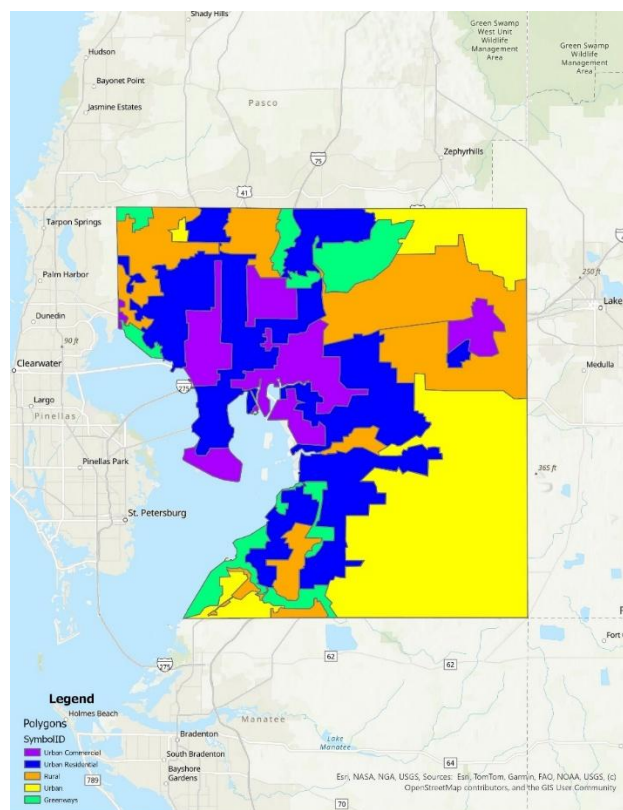 Shady Hills
Green Swamp
West Unit
Wildlife
Management
Area
Green Swamp
Wildlife
Management
Area
Hudson
Bayonet Point
Jasmine Estates
Pasco
75
Zephyrhills
41
Tarpon Springs
Palm Harbor
250 ft
Dunedin
90 ft
Clearwater
Medulla
275
Largo
Pinellas
Pinellas Park
365 ft
St. Petersburg
62
62
275
Legend
Polygons
SymbolID
Urban Commercial
Urban Residential
Rural
Urban
Greenways
Holmes Beach
Manatee
Bradenton
Lake
Manatee
South Bradenton
Bayshore
Gardens
789
64
70
Esri, NASA, NGA, USGS, Sources: Esri, TomTom, Garmin, FAO, NOAA, USGS, (c)
OpenStreetMap contributors, and the GIS User Community